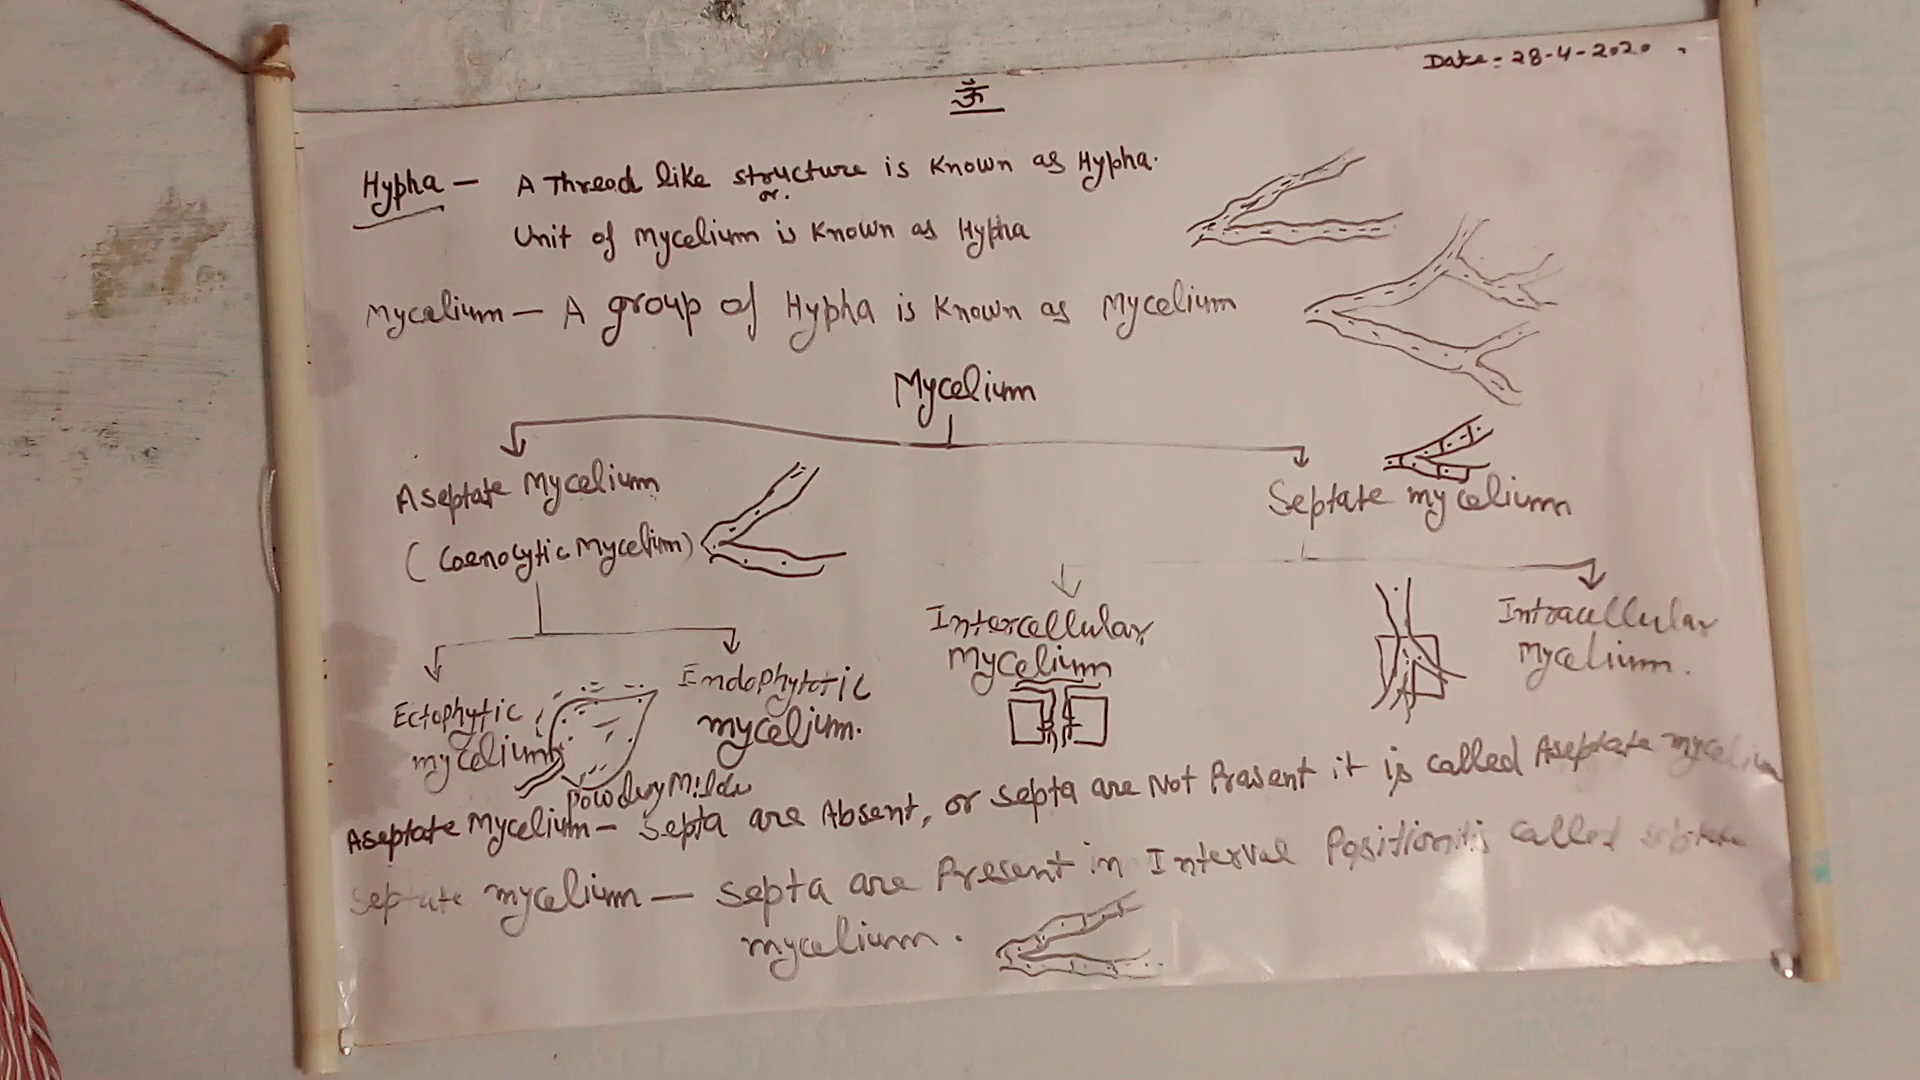 Date = 28-4-2020
ॐ
Hypha — A Thread like structure is Known as Hypha.
or.
Unit of Mycelium is Known as Hypha
Mycelium — A group of Hypha is Known as Mycelium
Mycelium
Aseptate Mycelium
(Coenocytic Mycelium)
Septate mycelium
Ectophytic
mycelium
Endophytotic
mycelium.
Intercellular
Mycelium
Intracellular
Mycelium.
Powdery Mildu
Aseptate Mycelium — Septa are Absent, or septa are Not Present it is called Aseptate mycelium
Septate mycelium — Septa are Present in Interval Position it is called septate
mycelium.